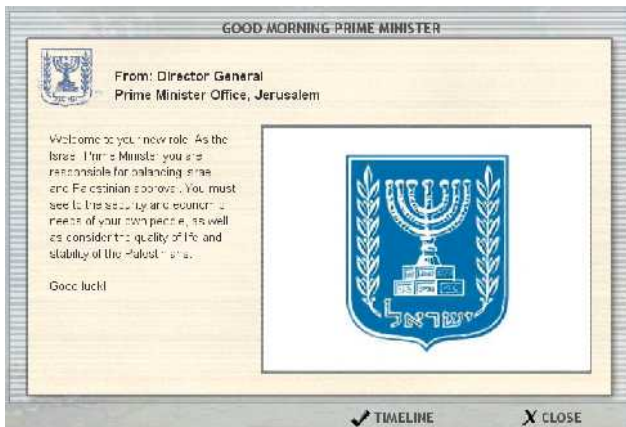 GOOD MORNING PRIME MINISTER
From: Director General
Prime Minister Office, Jerusalem
Welcome to your new role. As the
Israeli Prime Minister you are
responsible for balancing Israeli
and Palestinian approval. You must
see to the security and economic
needs of your own people, as well
as consider the quality of life and
stability of the Palestinians.
Good luck!
ישראל
TIMELINE
X CLOSE